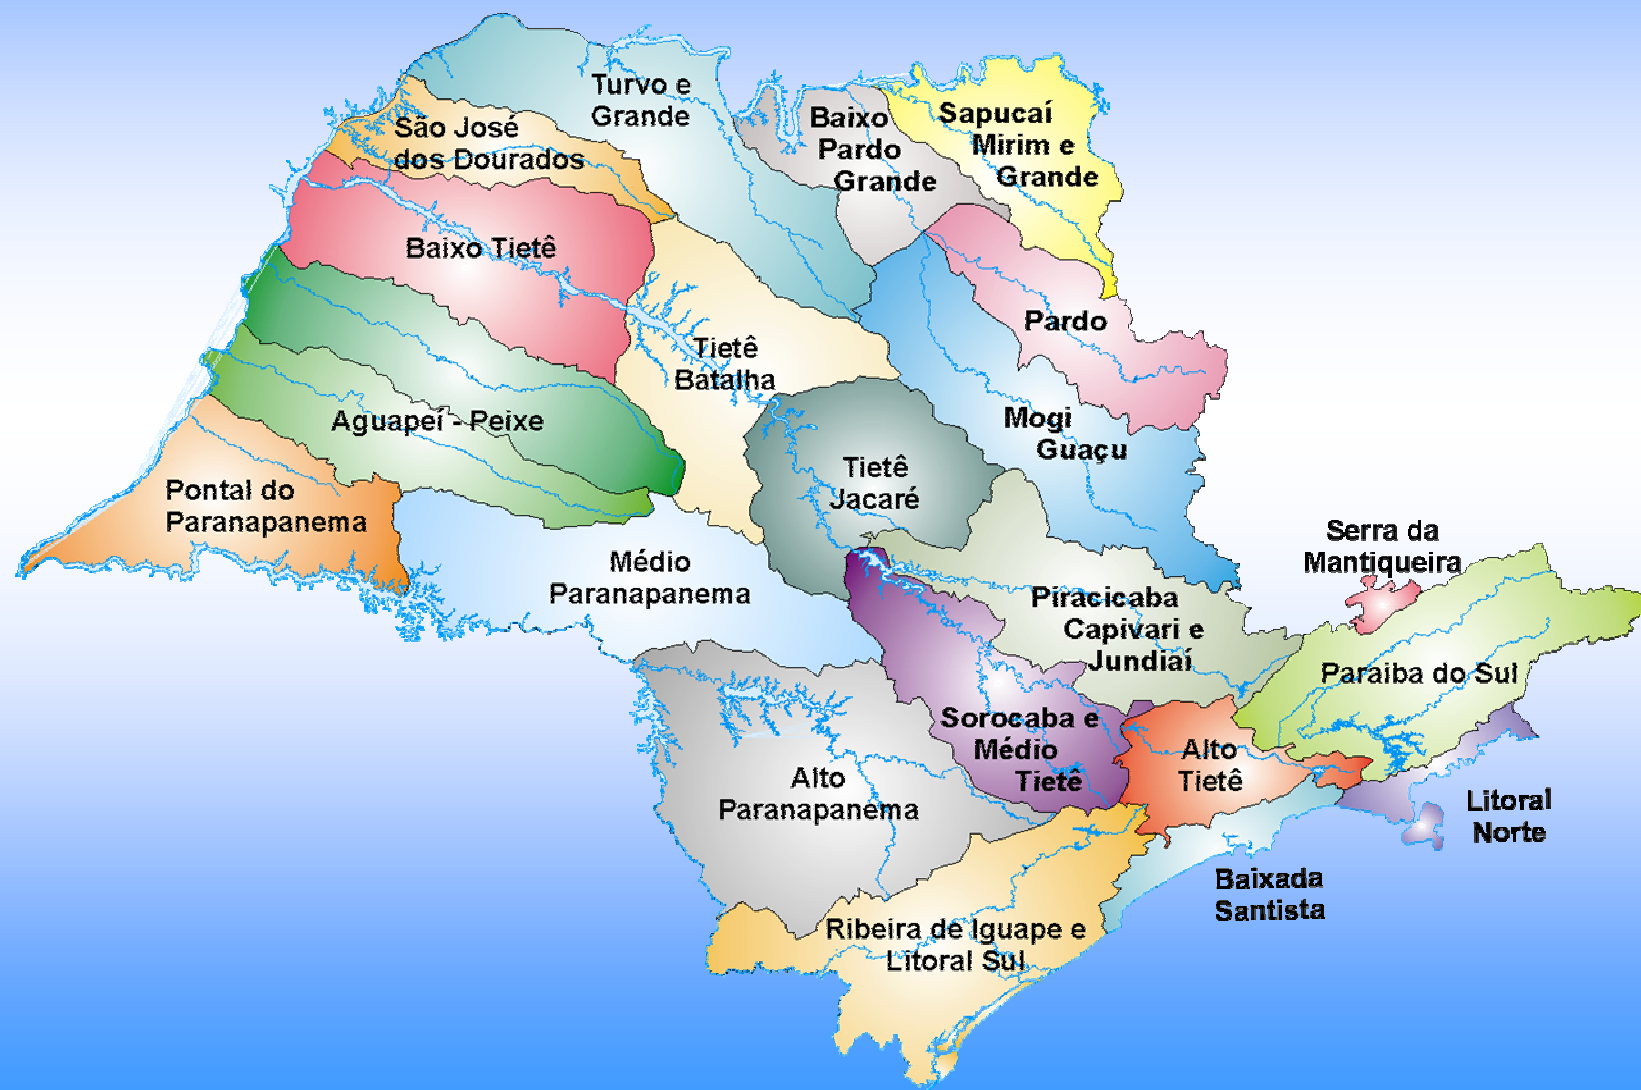 Turvo e
Grande
São José
dos Dourados
Baixo
Pardo
Grande
Sapucaí
Mirim e
Grande
Baixo Tietê
Pardo
Tietê
Batalha
Aguapeí - Peixe
Mogi
Guaçu
Tietê
Jacaré
Pontal do
Paranapanema
Médio
Paranapanema
Serra da
Mantiqueira
Piracicaba
Capivari e
Jundiaí
Paraiba do Sul
Sorocaba e
Médio
Tietê
Alto
Tietê
Alto
Paranapanema
Litoral
Norte
Baixada
Santista
Ribeira de Iguape e
Litoral Sul